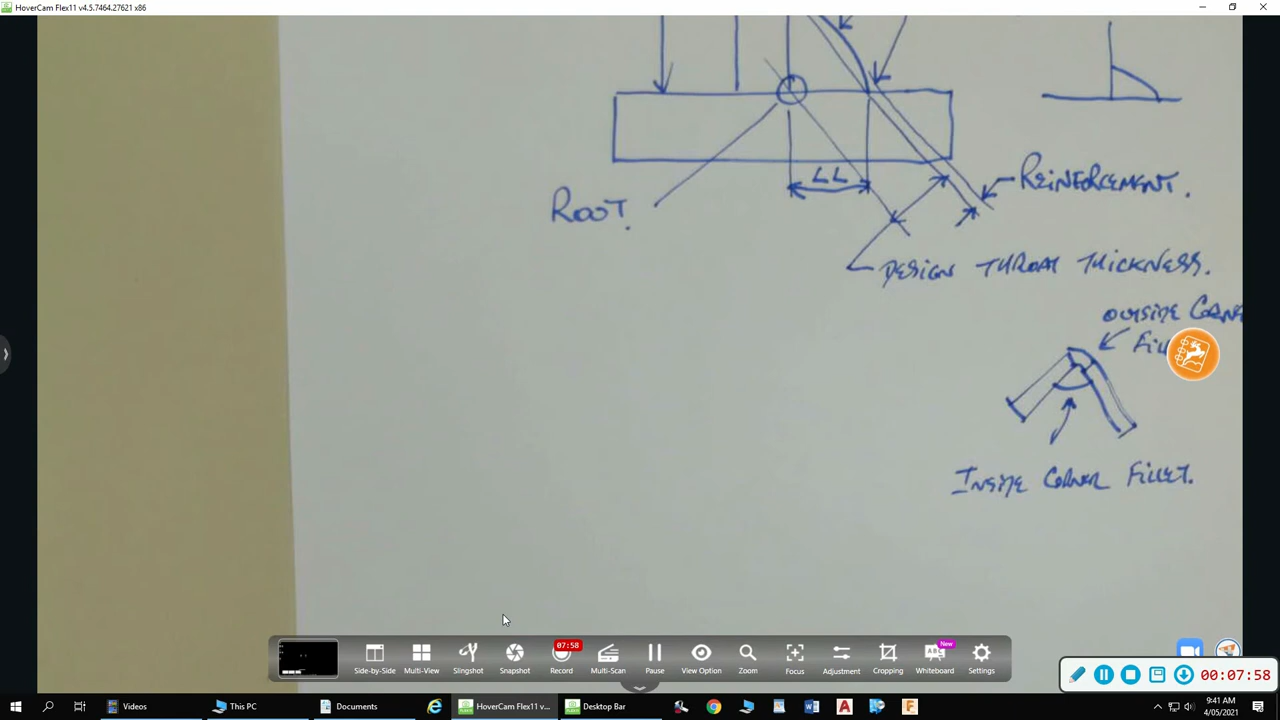 HoverCam Flex11 v4.5.7464.27621 x86
LL
REINFORCEMENT.
ROOT.
DESIGN THROAT THICKNESS.
OUTSIDE
INSIDE CORNER FILLET.
07:58
New
ABC
Side-by-Side
Multi-View
Slingshot
Snapshot
Record
Multi-Scan
Pause
View Option
Zoom
Focus
Adjustment
Cropping
Whiteboard
Settings
00:07:58
Videos
This PC
Documents
HoverCam Flex11 v...
Desktop Bar
9:41 AM
4/05/2021